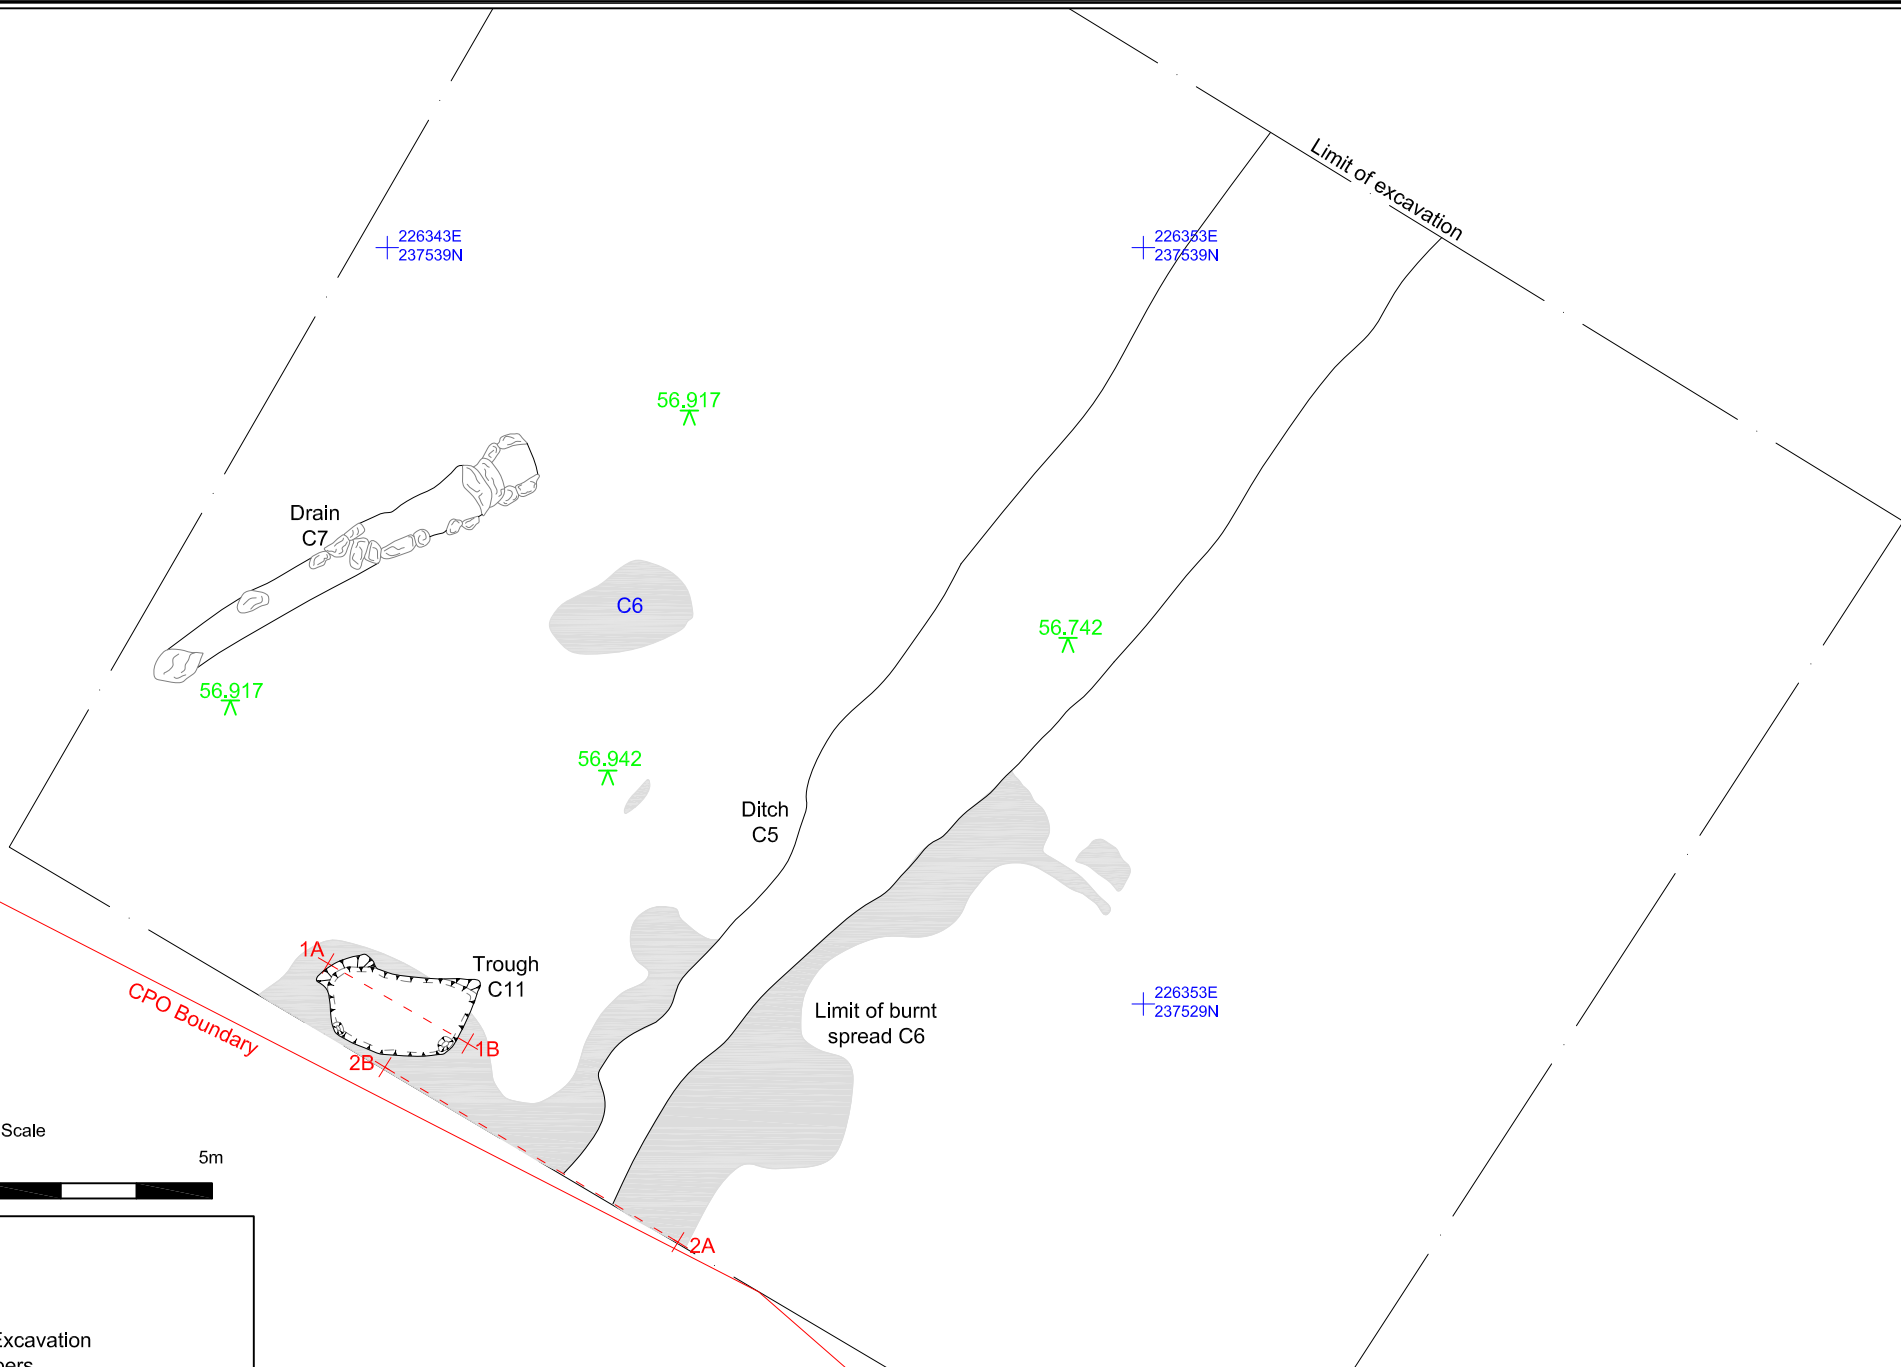 Limit of excavation
226343E
237539N
226353E
237539N
56.917
Drain
C7
C6
56.742
56.917
56.942
Ditch
C5
1A
Trough
C11
CPO Boundary
226353E
237529N
Limit of burnt
spread C6
1B
2B
Scale
5m
2A
Excavation